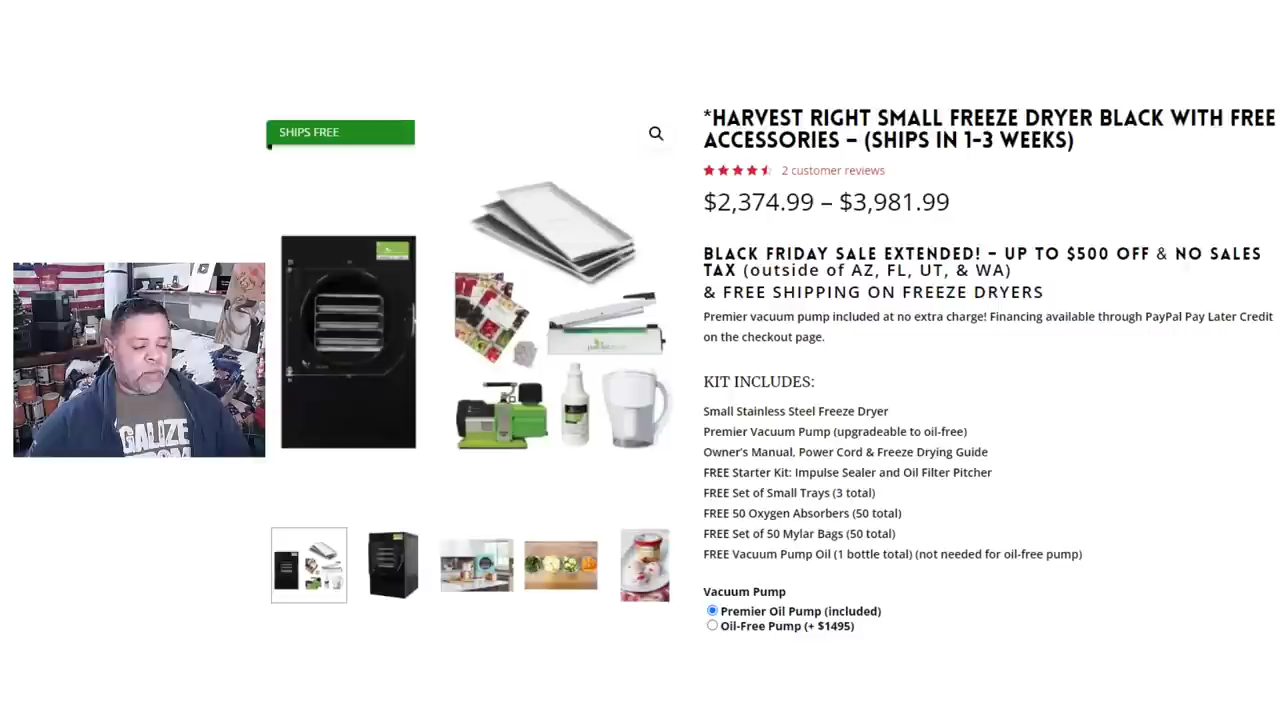 SHIPS FREE
*HARVEST RIGHT SMALL FREEZE DRYER BLACK WITH FREE
ACCESSORIES – (SHIPS IN 1-3 WEEKS)
2 customer reviews
$2,374.99 – $3,981.99
BLACK FRIDAY SALE EXTENDED! – UP TO $500 OFF & NO SALES
TAX (outside of AZ, FL, UT, & WA)
& FREE SHIPPING ON FREEZE DRYERS
Premier vacuum pump included at no extra charge! Financing available through PayPal Pay Later Credit
on the checkout page.
KIT INCLUDES:
Small Stainless Steel Freeze Dryer
Premier Vacuum Pump (upgradeable to oil-free)
Owner's Manual, Power Cord & Freeze Drying Guide
FREE Starter Kit: Impulse Sealer and Oil Filter Pitcher
FREE Set of Small Trays (3 total)
FREE 50 Oxygen Absorbers (50 total)
FREE Set of 50 Mylar Bags (50 total)
FREE Vacuum Pump Oil (1 bottle total) (not needed for oil-free pump)
Vacuum Pump
Premier Oil Pump (included)
Oil-Free Pump (+ $1495)